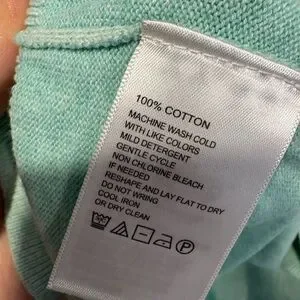 100% COTTON
MACHINE WASH COLD
WITH LIKE COLORS
MILD DETERGENT
GENTLE CYCLE
NON CHLORINE BLEACH
IF NEEDED
RESHAPE AND LAY FLAT TO DRY
DO NOT WRING
COOL IRON
OR DRY CLEAN
P